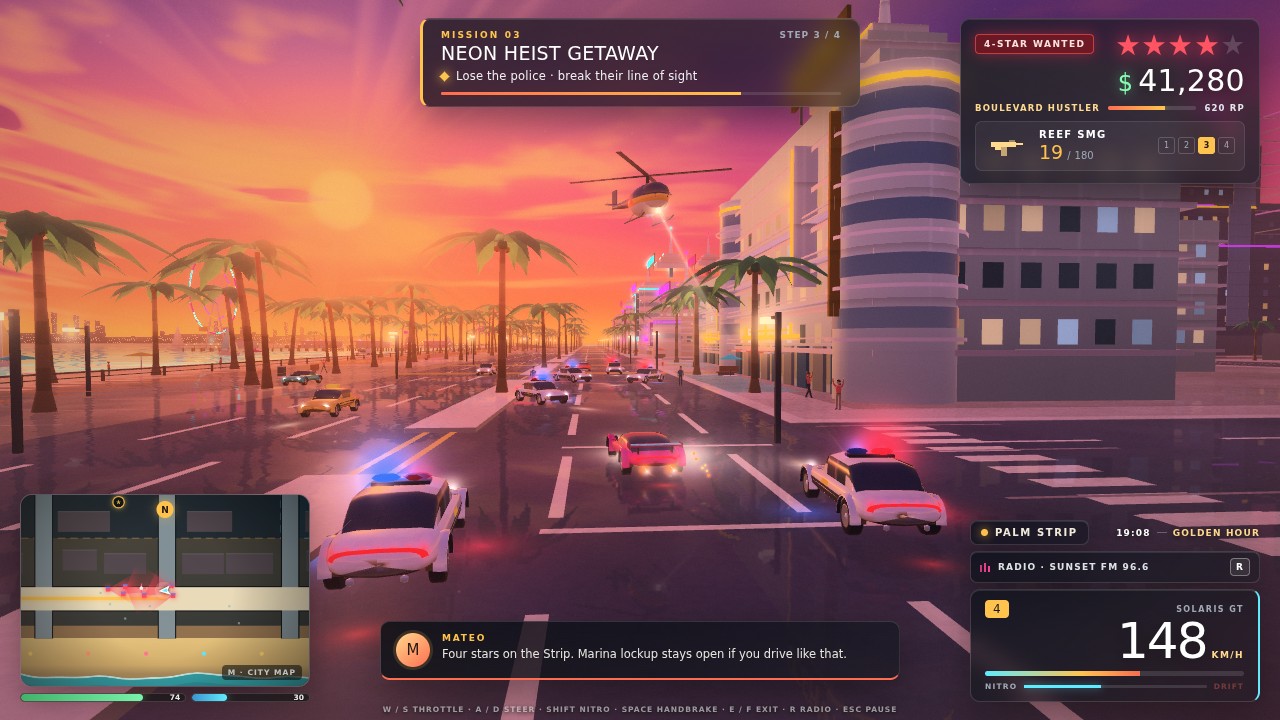 MISSION 03
STEP 3 / 4
NEON HEIST GETAWAY
Lose the police · break their line of sight
4-STAR WANTED
$ 41,280
BOULEVARD HUSTLER
620 RP
REEF SMG
19 / 180
1 2 3 4
N
M · CITY MAP
74
30
MATEO
M
Four stars on the Strip. Marina lockup stays open if you drive like that.
W / S THROTTLE · A / D STEER · SHIFT NITRO · SPACE HANDBRAKE · E / F EXIT · R RADIO · ESC PAUSE
PALM STRIP
19:08 — GOLDEN HOUR
RADIO · SUNSET FM 96.6
R
4
SOLARIS GT
148 KM/H
NITRO
DRIFT